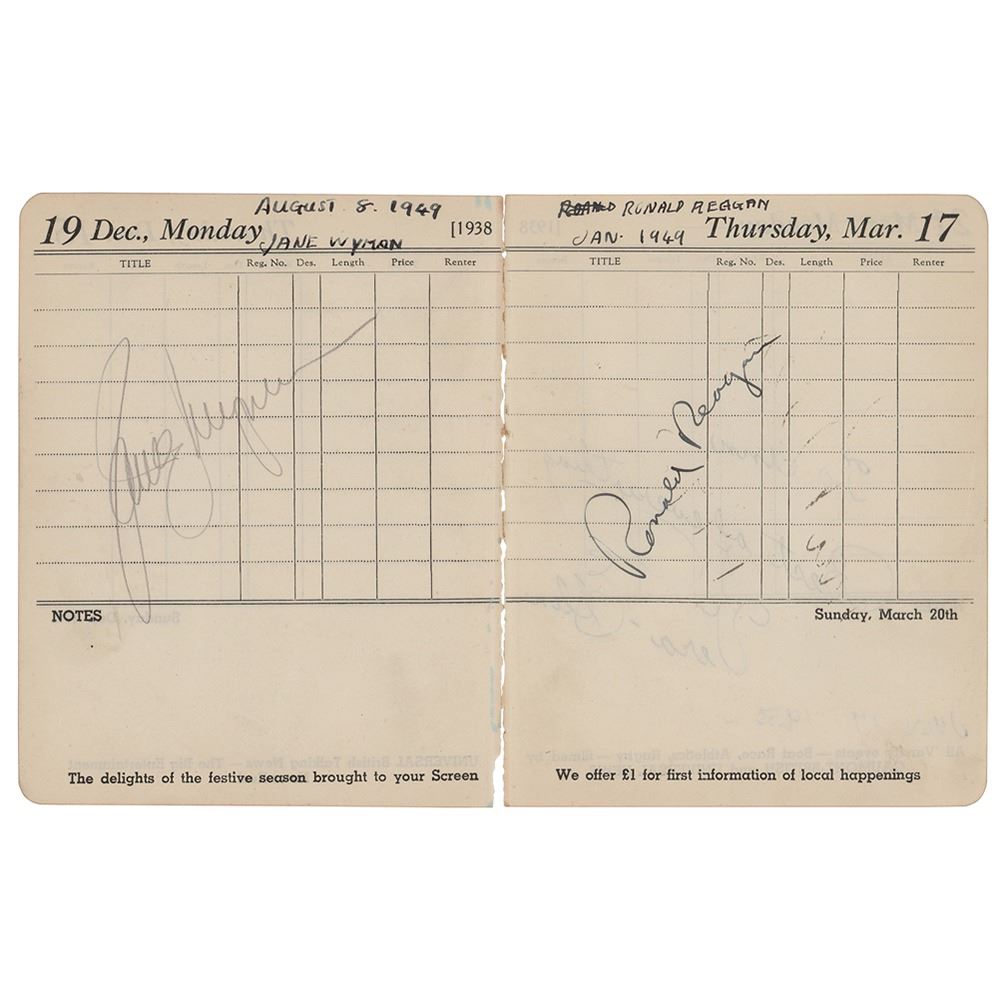 AUGUST 8. 1949
19 Dec., Monday [1938
JANE WYMAN
TITLE Reg. No. Des. Length Price Renter
Jane Wyman
NOTES
The delights of the festive season brought to your Screen
RONALD REAGAN
JAN. 1949 Thursday, Mar. 17
TITLE Reg. No. Des. Length Price Renter
Ronald Reagan
Sunday, March 20th
We offer £1 for first information of local happenings